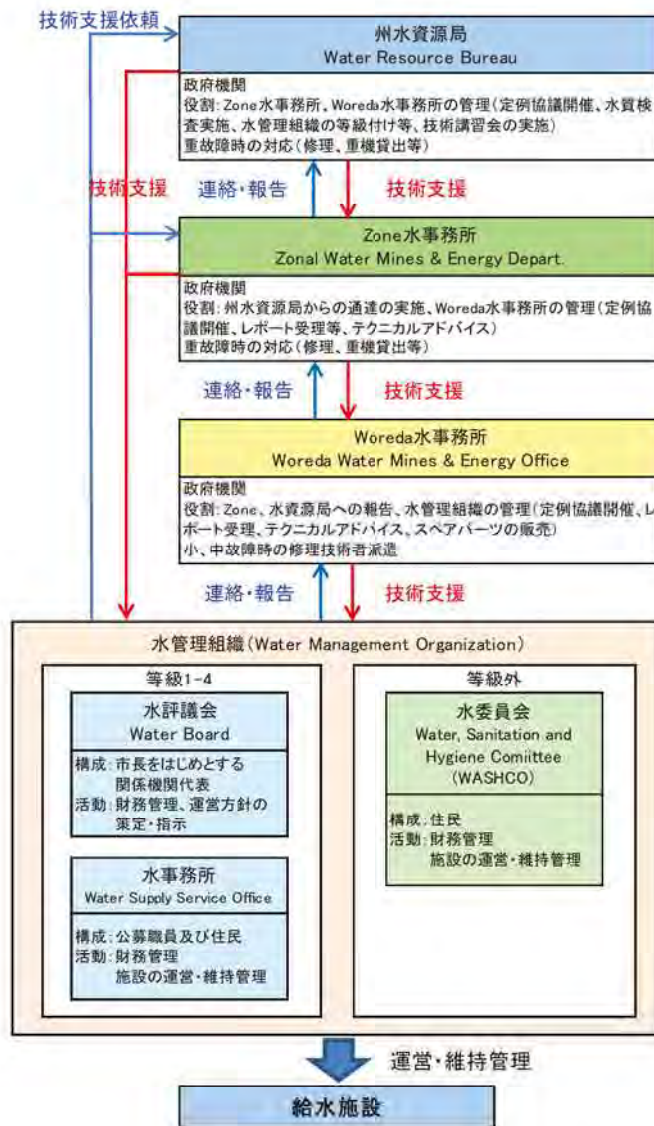 技術支援依頼
州水資源局
Water Resource Bureau
政府機関
役割: Zone水事務所、Woreda水事務所の管理(定例協議開催、水質検
査実施、水管理組織の等級付け等、技術講習会の実施)
重故障時の対応(修理、重機貸出等)
技術支援
連絡・報告
技術支援
Zone水事務所
Zonal Water Mines & Energy Depart.
政府機関
役割: 州水資源局からの通達の実施、Woreda水事務所の管理(定例協
議開催、レポート受理等、テクニカルアドバイス)
重故障時の対応(修理、重機貸出等)
連絡・報告
技術支援
Woreda水事務所
Woreda Water Mines & Energy Office
政府機関
役割: Zone、水資源局への報告、水管理組織の管理(定例協議開催、レ
ポート受理、テクニカルアドバイス、スペアパーツの販売)
小、中故障時の修理技術者派遣
連絡・報告
技術支援
水管理組織(Water Management Organization)
等級1-4
水評議会
Water Board
構成: 市長をはじめとする
関係機関代表
活動: 財務管理、運営方針の
策定・指示
水事務所
Water Supply Service Office
構成: 公募職員及び住民
活動: 財務管理
施設の運営・維持管理
等級外
水委員会
Water, Sanitation and
Hygiene Comiittee
(WASHCO)
構成: 住民
活動: 財務管理
施設の運営・維持管理
運営・維持管理
給水施設